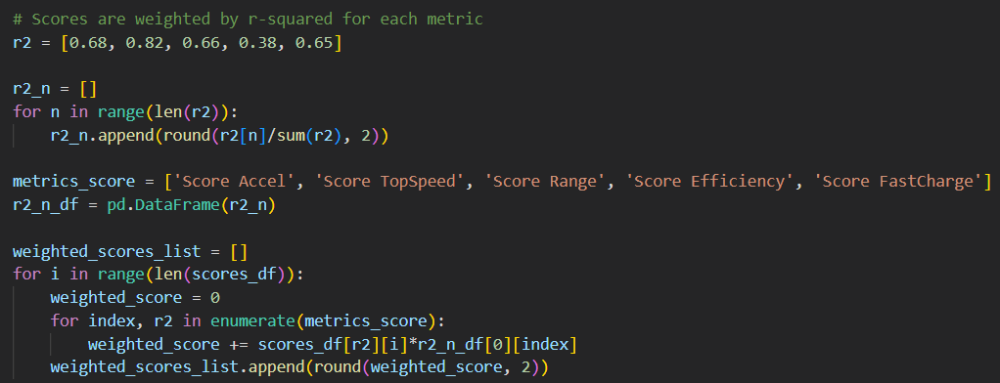 # Scores are weighted by r-squared for each metric
r2 = [0.68, 0.82, 0.66, 0.38, 0.65]
r2_n = []
for n in range(len(r2)):
    r2_n.append(round(r2[n]/sum(r2), 2))
metrics_score = ['Score Accel', 'Score TopSpeed', 'Score Range', 'Score Efficiency', 'Score FastCharge']
r2_n_df = pd.DataFrame(r2_n)
weighted_scores_list = []
for i in range(len(scores_df)):
    weighted_score = 0
    for index, r2 in enumerate(metrics_score):
        weighted_score += scores_df[r2][i]*r2_n_df[0][index]
    weighted_scores_list.append(round(weighted_score, 2))